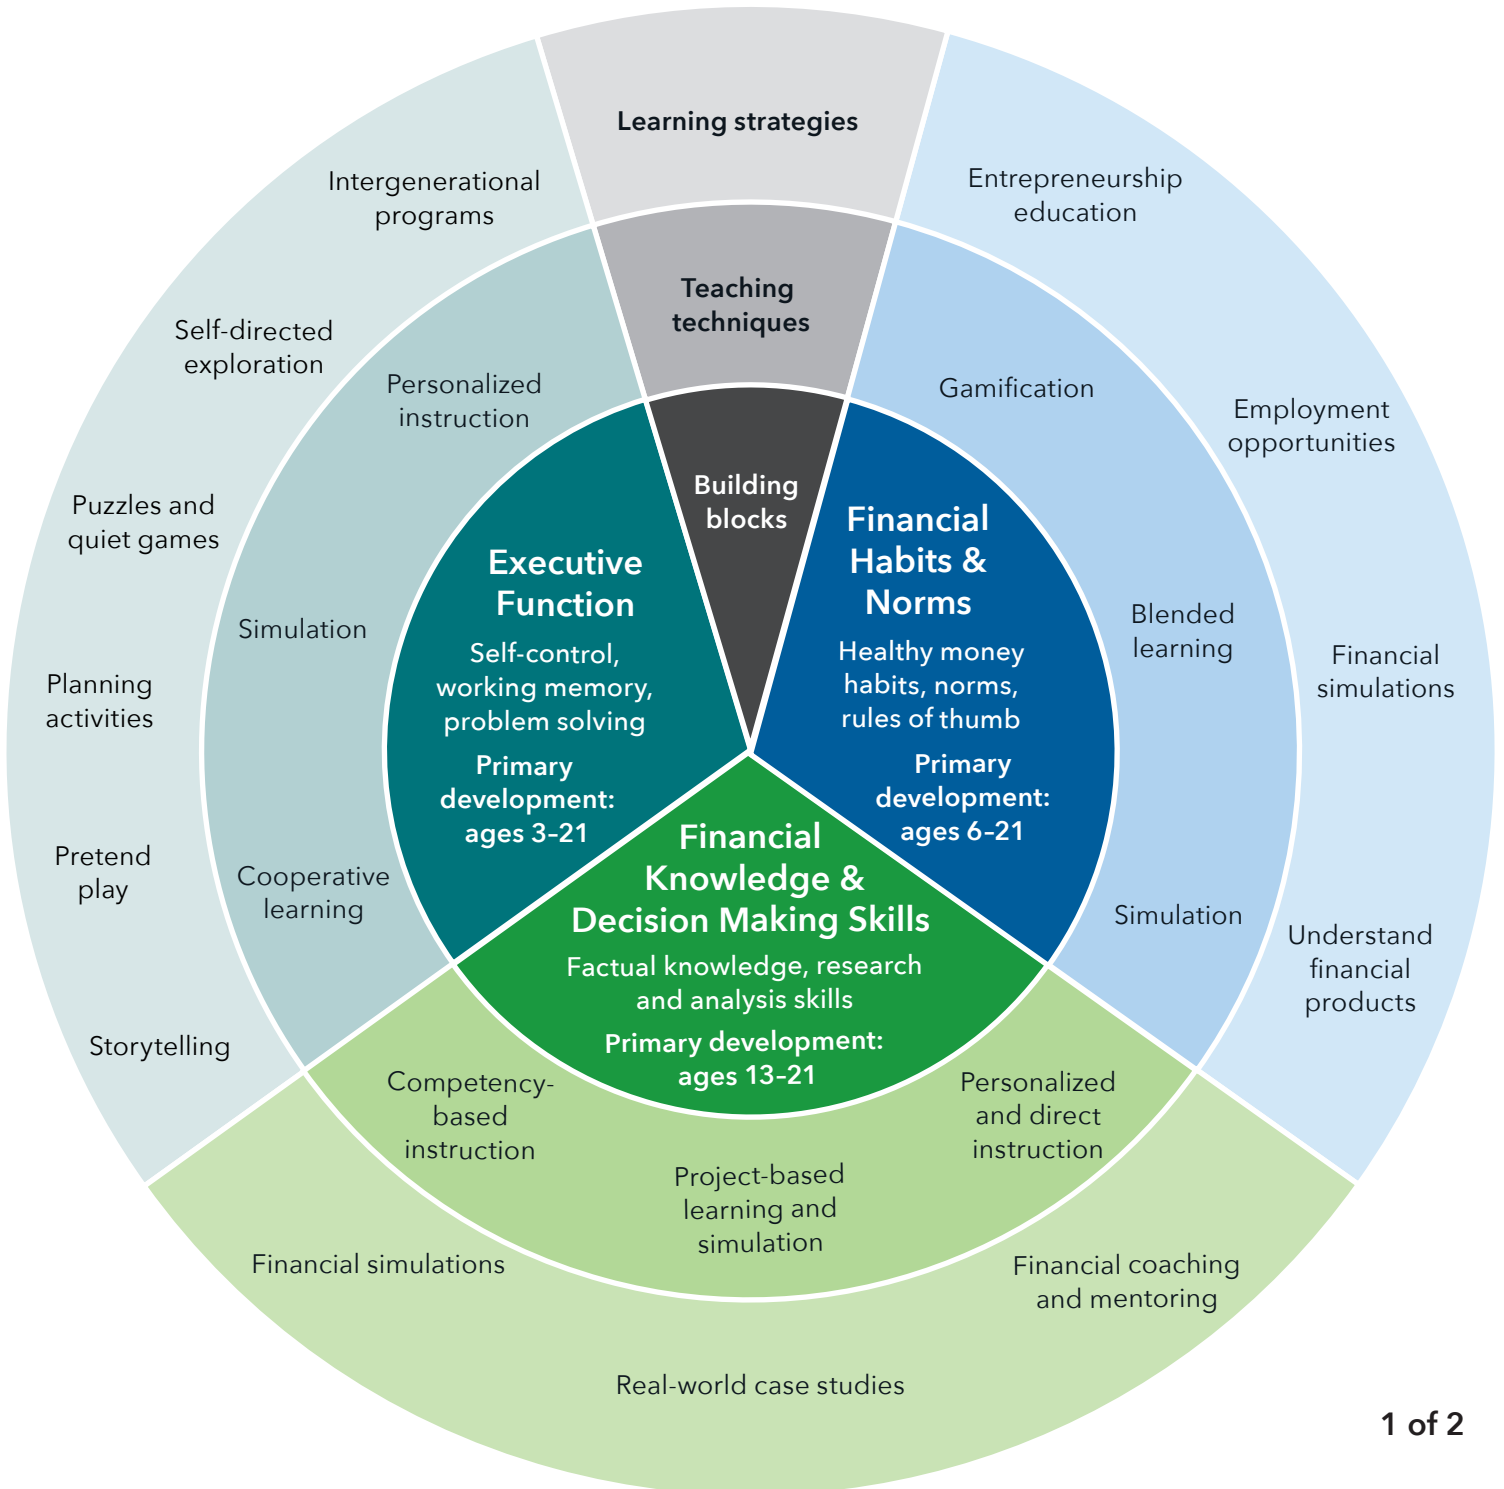 Learning strategies
Teaching
techniques
Building
blocks
Intergenerational
programs
Self-directed
exploration
Puzzles and
quiet games
Planning
activities
Pretend
play
Storytelling
Personalized
instruction
Simulation
Cooperative
learning
Executive
Function
Self-control,
working memory,
problem solving
Primary
development:
ages 3–21
Financial
Habits &
Norms
Healthy money
habits, norms,
rules of thumb
Primary
development:
ages 6–21
Gamification
Blended
learning
Simulation
Entrepreneurship
education
Employment
opportunities
Financial
simulations
Understand
financial
products
Financial
Knowledge &
Decision Making Skills
Factual knowledge, research
and analysis skills
Primary development:
ages 13–21
Competency-
based
instruction
Project-based
learning and
simulation
Personalized
and direct
instruction
Financial simulations
Real-world case studies
Financial coaching
and mentoring
1 of 2